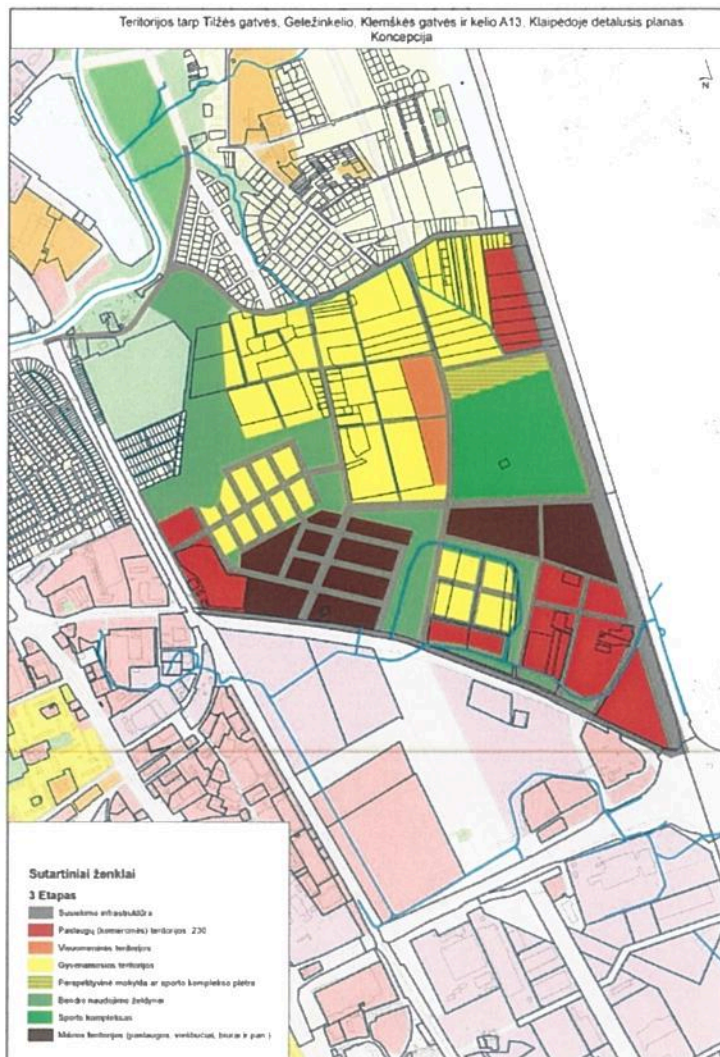 Teritorijos tarp Tilžės gatvės, Geležinkelio, Klemiškės gatvės ir kelio A13, Klaipėdoje detalusis planas
Koncepcija
N
Sutartiniai ženklai
3 Etapas
Susisiekimo infrastruktūra
Paslaugų (komercinės) teritorijos 230
Visuomeninės teritorijos
Gyvenamosios teritorijos
Perspektyvinė mokykla ar sporto komplekso plėtra
Bendro naudojimo želdynai
Sporto kompleksas
Mišrios teritorijos (paslaugos, viešbučiai, biurai ir pan.)